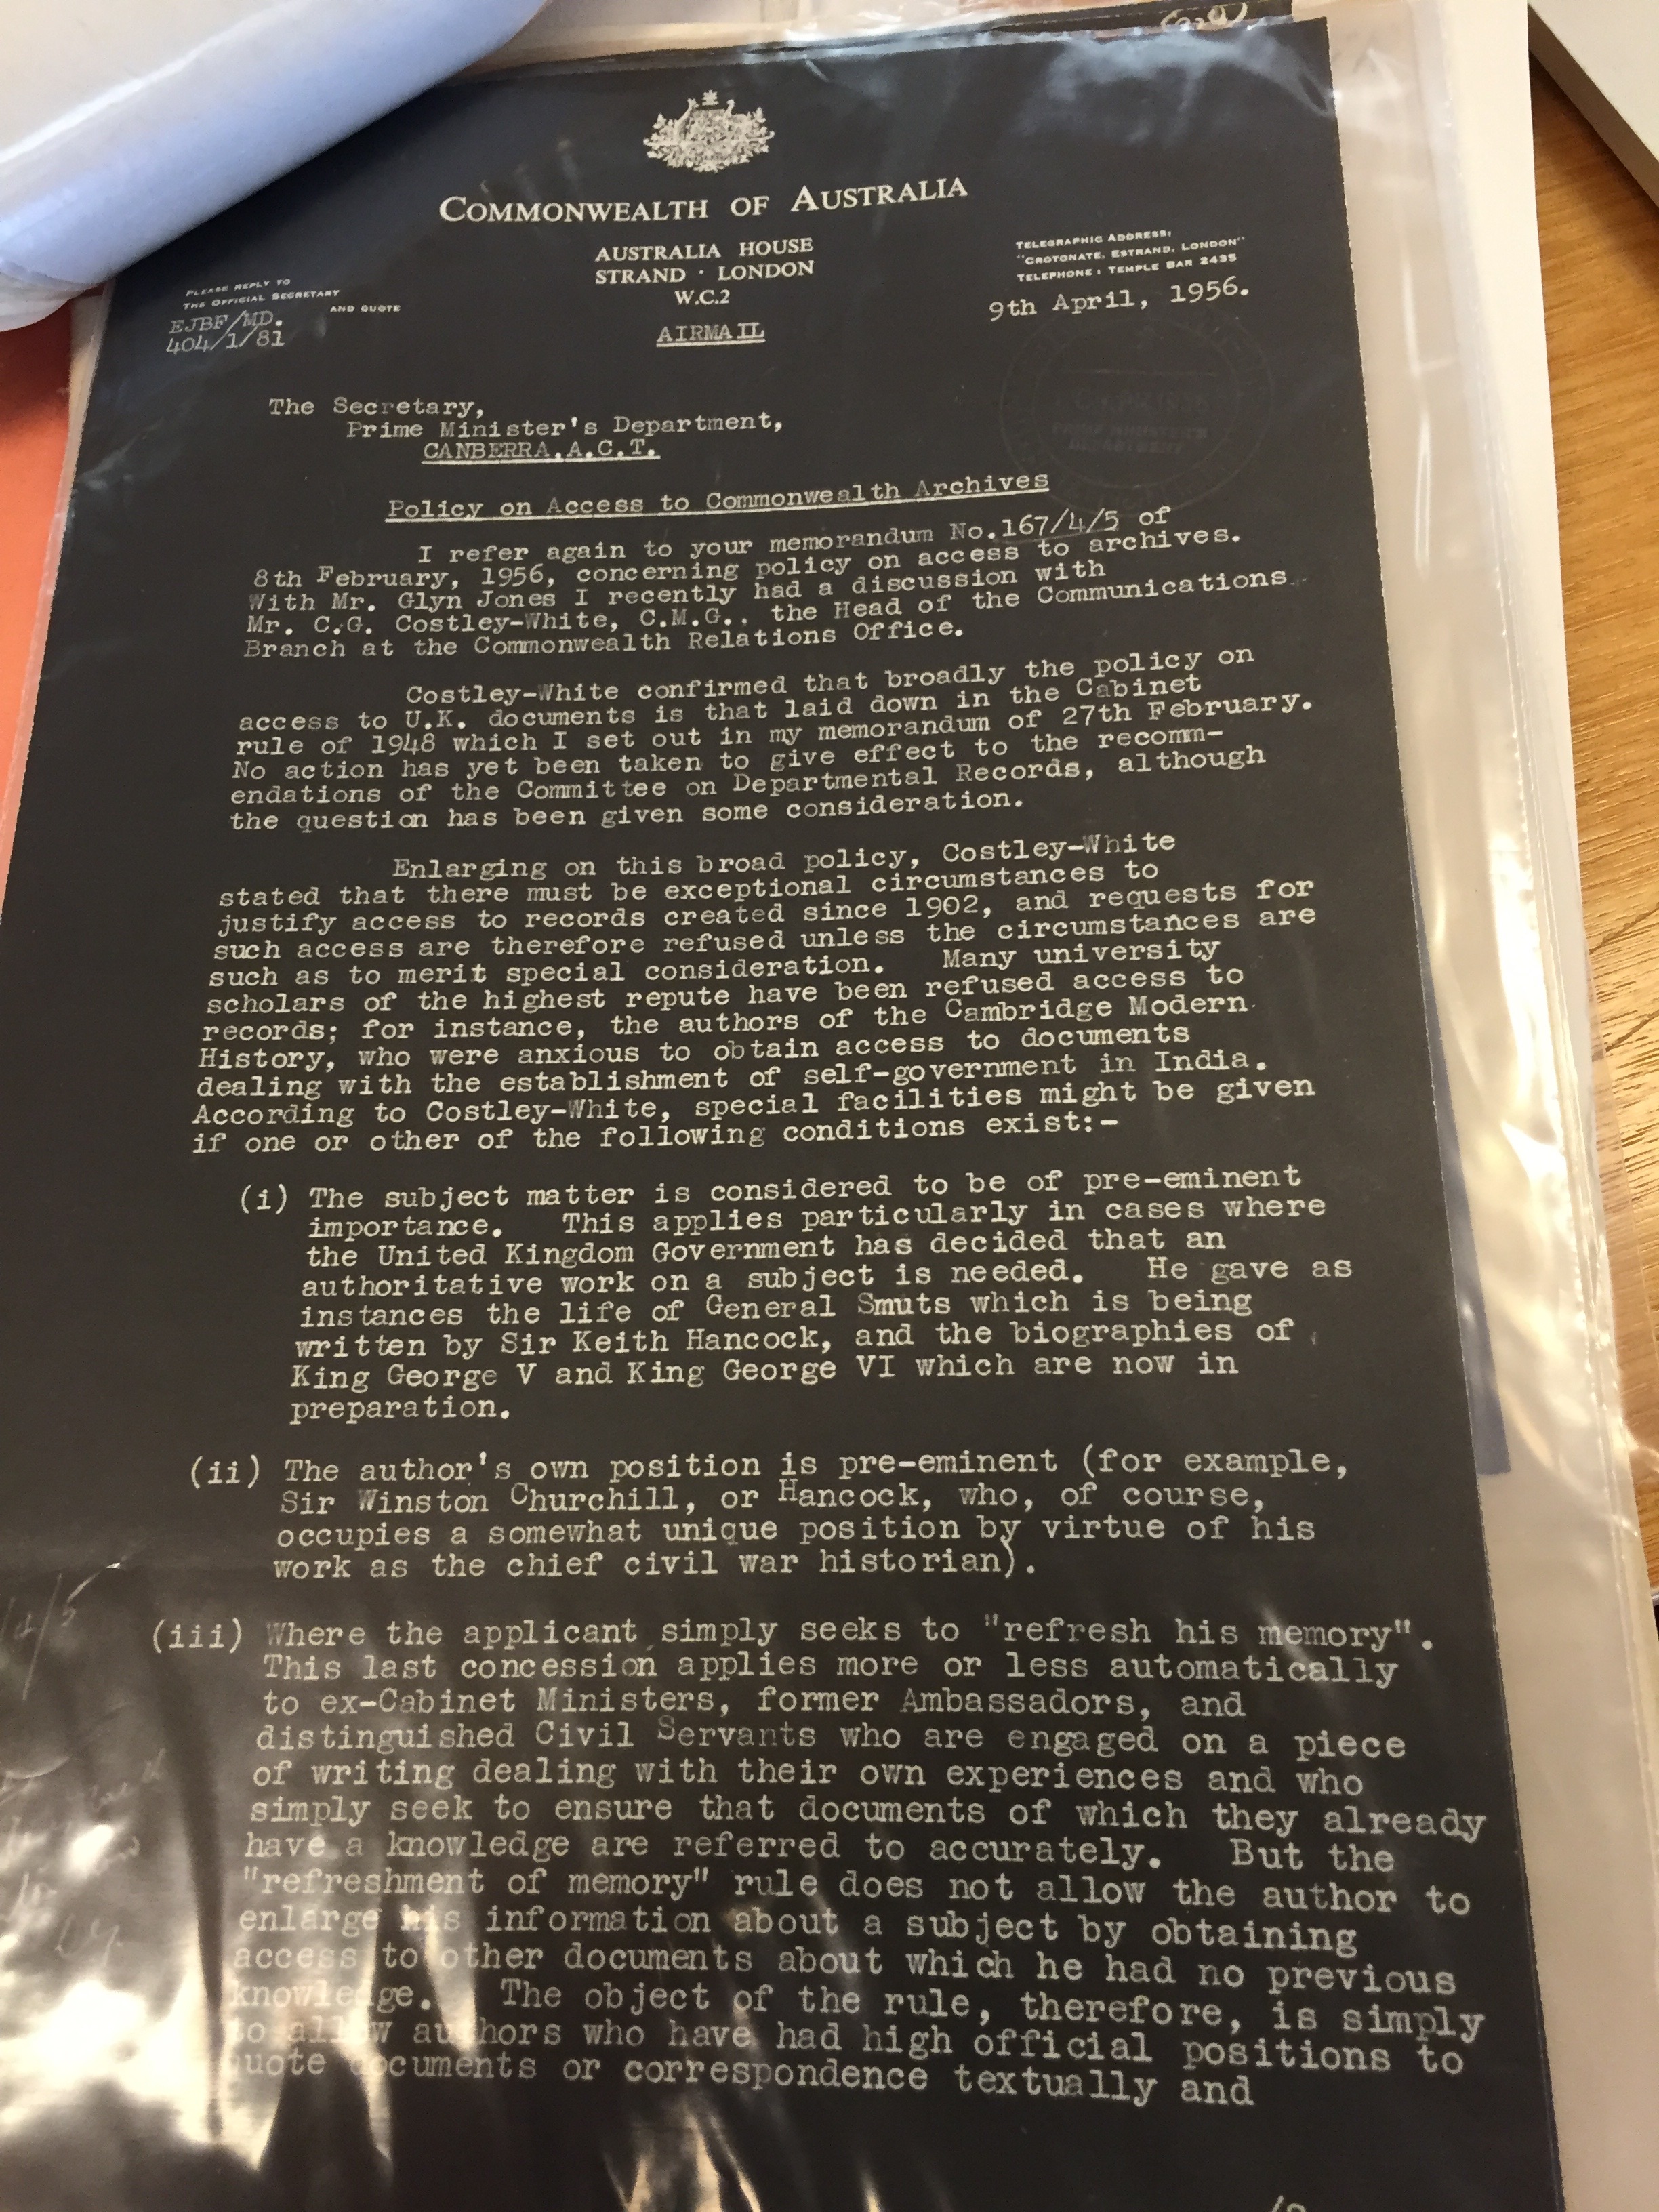 COMMONWEALTH OF AUSTRALIA
AUSTRALIA HOUSE
STRAND · LONDON
W.C.2
AIRMAIL
PLEASE REPLY TO
THE OFFICIAL SECRETARY
AND QUOTE
EJBF/MD.
404/1/81
TELEGRAPHIC ADDRESS:
"CROTONATE, ESTRAND, LONDON"
TELEPHONE: TEMPLE BAR 2435
9th April, 1956.
The Secretary,
Prime Minister's Department,
CANBERRA.A.C.T.
Policy on Access to Commonwealth Archives
I refer again to your memorandum No.167/4/5 of
8th February, 1956, concerning policy on access to archives.
With Mr. Glyn Jones I recently had a discussion with
Mr. C.G. Costley-White, C.M.G., the Head of the Communications
Branch at the Commonwealth Relations Office.
Costley-White confirmed that broadly the policy on
access to U.K. documents is that laid down in the Cabinet
rule of 1948 which I set out in my memorandum of 27th February.
No action has yet been taken to give effect to the recomm-
endations of the Committee on Departmental Records, although
the question has been given some consideration.
Enlarging on this broad policy, Costley-White
stated that there must be exceptional circumstances to
justify access to records created since 1902, and requests for
such access are therefore refused unless the circumstances are
such as to merit special consideration. Many university
scholars of the highest repute have been refused access to
records; for instance, the authors of the Cambridge Modern
History, who were anxious to obtain access to documents
dealing with the establishment of self-government in India.
According to Costley-White, special facilities might be given
if one or other of the following conditions exist:-
(i) The subject matter is considered to be of pre-eminent
importance. This applies particularly in cases where
the United Kingdom Government has decided that an
authoritative work on a subject is needed. He gave as
instances the life of General Smuts which is being
written by Sir Keith Hancock, and the biographies of
King George V and King George VI which are now in
preparation.
(ii) The author's own position is pre-eminent (for example,
Sir Winston Churchill, or Hancock, who, of course,
occupies a somewhat unique position by virtue of his
work as the chief civil war historian).
(iii) Where the applicant simply seeks to "refresh his memory".
This last concession applies more or less automatically
to ex-Cabinet Ministers, former Ambassadors, and
distinguished Civil Servants who are engaged on a piece
of writing dealing with their own experiences and who
simply seek to ensure that documents of which they already
have a knowledge are referred to accurately. But the
"refreshment of memory" rule does not allow the author to
enlarge his information about a subject by obtaining
access to other documents about which he had no previous
knowledge. The object of the rule, therefore, is simply
to allow authors who have had high official positions to
quote documents or correspondence textually and